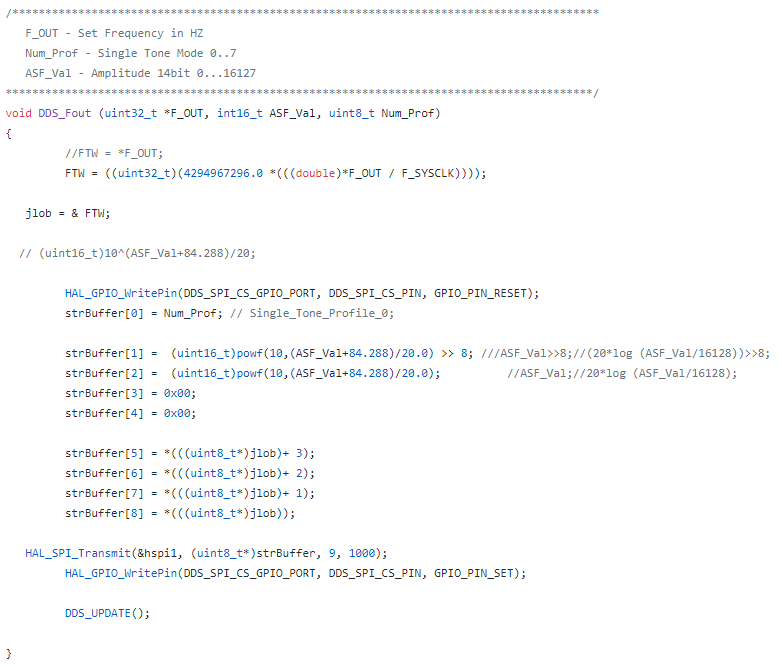 /*****************************************************************************************
F_OUT - Set Frequency in HZ
Num_Prof - Single Tone Mode 0..7
ASF_Val - Amplitude 14bit 0...16127
*****************************************************************************************/
void DDS_Fout (uint32_t *F_OUT, int16_t ASF_Val, uint8_t Num_Prof)
{
//FTW = *F_OUT;
FTW = ((uint32_t)(4294967296.0 *(((double)*F_OUT / F_SYSCLK))));
jlob = & FTW;
// (uint16_t)10^(ASF_Val+84.288)/20;
HAL_GPIO_WritePin(DDS_SPI_CS_GPIO_PORT, DDS_SPI_CS_PIN, GPIO_PIN_RESET);
strBuffer[0] = Num_Prof; // Single_Tone_Profile_0;
strBuffer[1] =  (uint16_t)powf(10,(ASF_Val+84.288)/20.0) >> 8; ///ASF_Val>>8;//(20*log (ASF_Val/16128))>>8;
strBuffer[2] =  (uint16_t)powf(10,(ASF_Val+84.288)/20.0);         //ASF_Val;//20*log (ASF_Val/16128);
strBuffer[3] = 0x00;
strBuffer[4] = 0x00;
strBuffer[5] = *(((uint8_t*)jlob)+ 3);
strBuffer[6] = *(((uint8_t*)jlob)+ 2);
strBuffer[7] = *(((uint8_t*)jlob)+ 1);
strBuffer[8] = *(((uint8_t*)jlob));
HAL_SPI_Transmit(&hspi1, (uint8_t*)strBuffer, 9, 1000);
HAL_GPIO_WritePin(DDS_SPI_CS_GPIO_PORT, DDS_SPI_CS_PIN, GPIO_PIN_SET);
DDS_UPDATE();
}